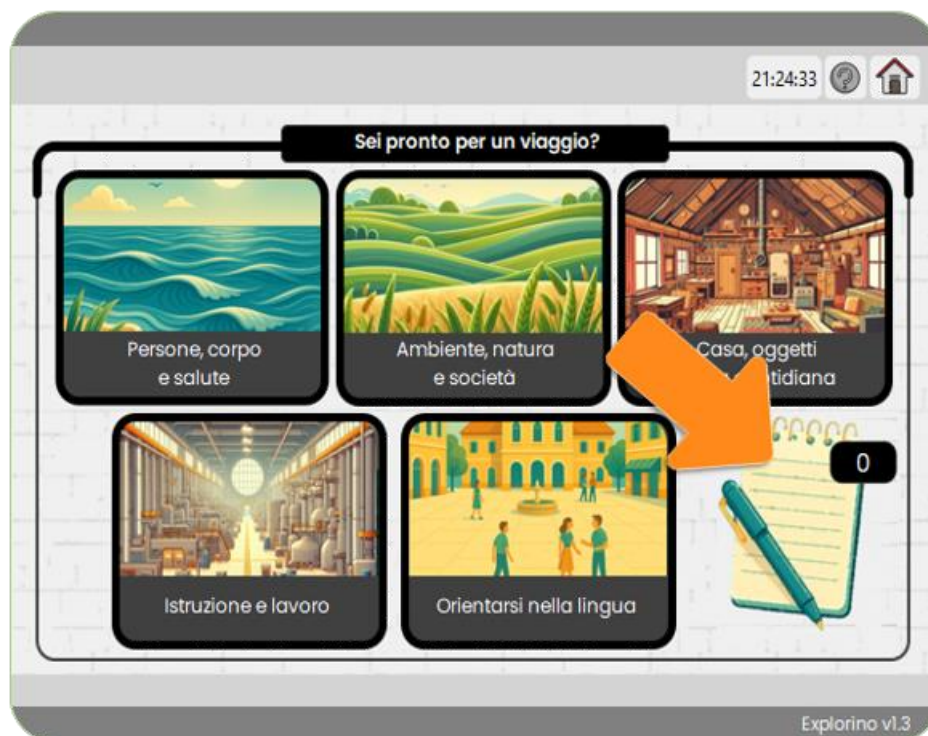 21:24:33
Sei pronto per un viaggio?
Persone, corpo
e salute
Ambiente, natura
e società
Casa, oggetti
Istruzione e lavoro
Orientarsi nella lingua
0
Explorino v1.3